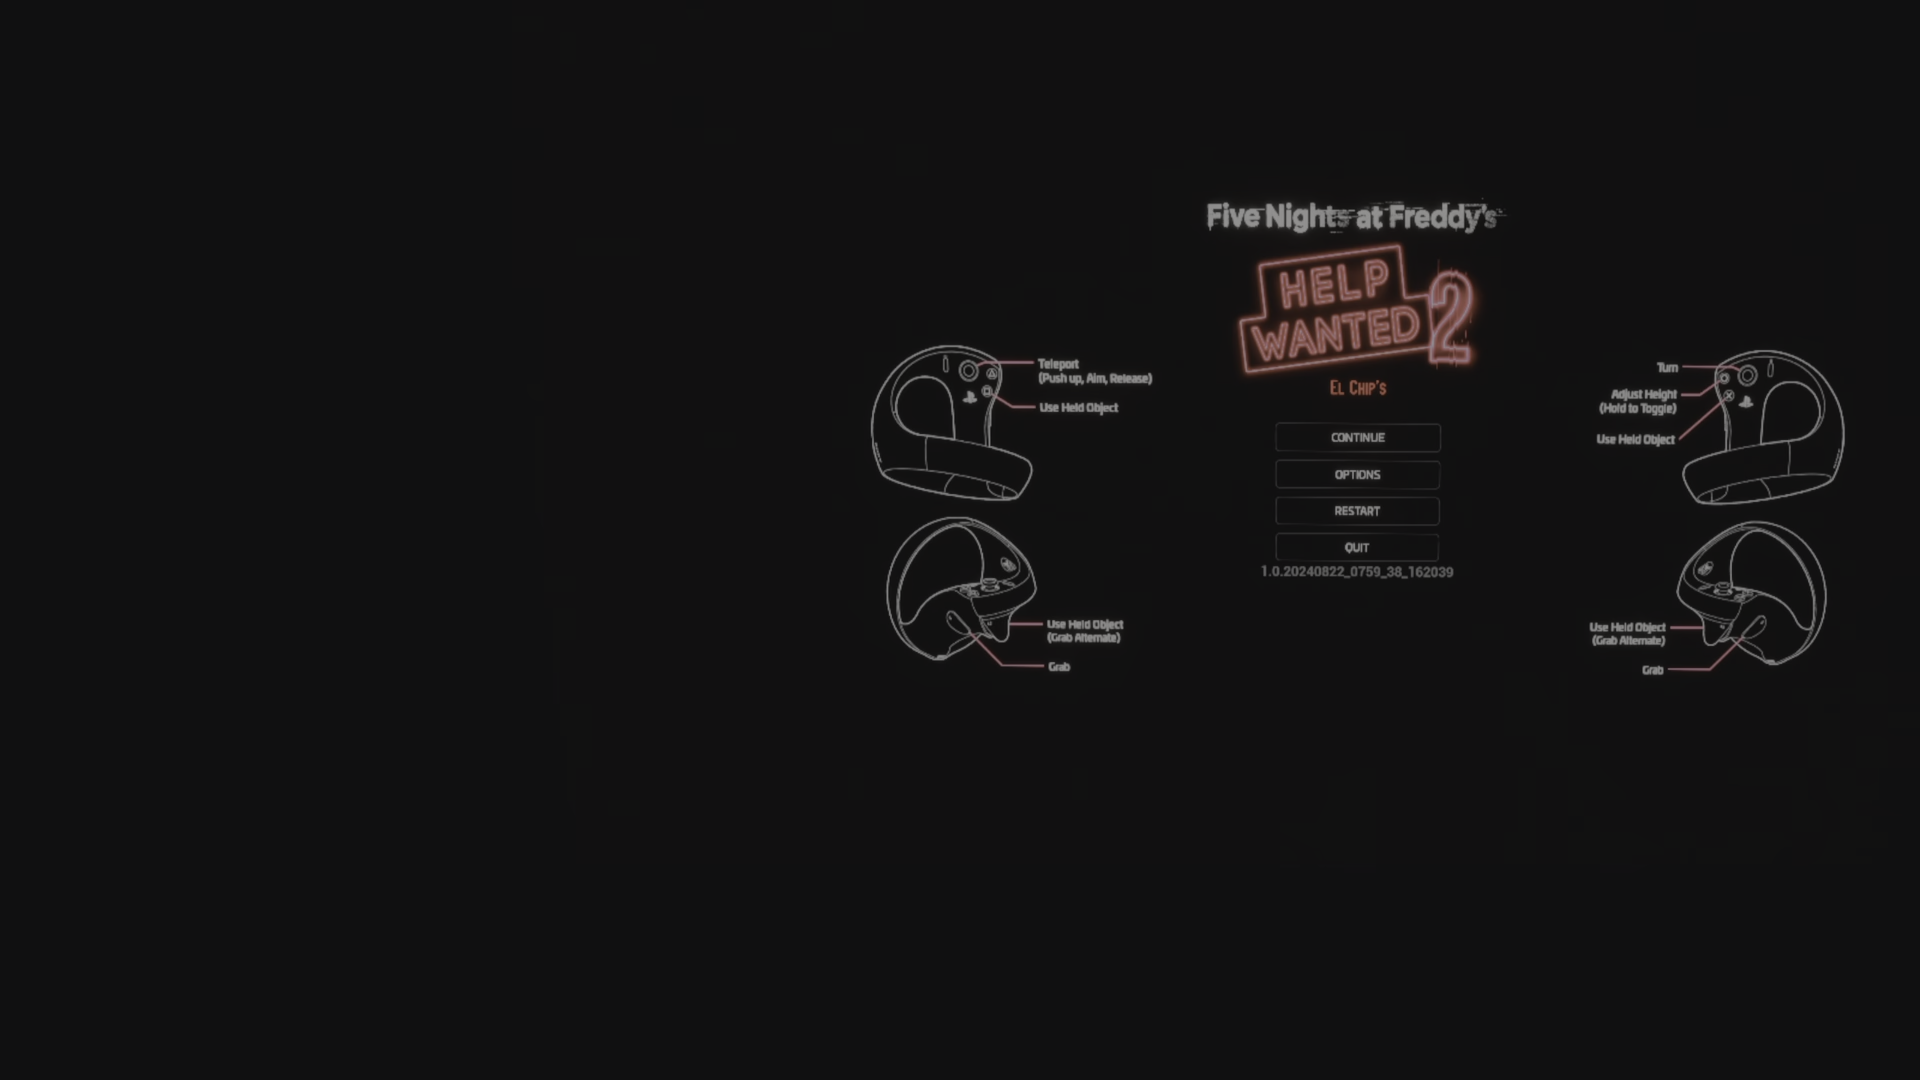 Five Nights at Freddy's
HELP
WANTED 2
El Chip's
CONTINUE
OPTIONS
RESTART
QUIT
1.0.20240822_0759_38_162039
Teleport
(Push up, Aim, Release)
Use Held Object
Use Held Object
(Grab Alternate)
Grab
Turn
Adjust Height
(Hold to Toggle)
Use Held Object
Use Held Object
(Grab Alternate)
Grab